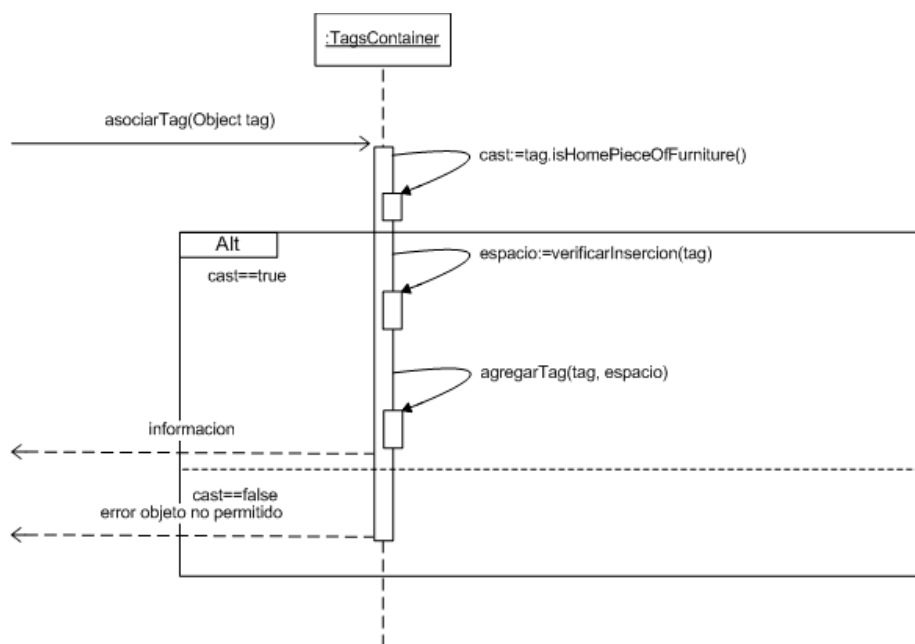 :TagsContainer
asociarTag(Object tag)
cast:=tag.isHomePieceOfFurniture()
Alt
espacio:=verificarInsercion(tag)
cast==true
agregarTag(tag, espacio)
informacion
cast==false
error objeto no permitido